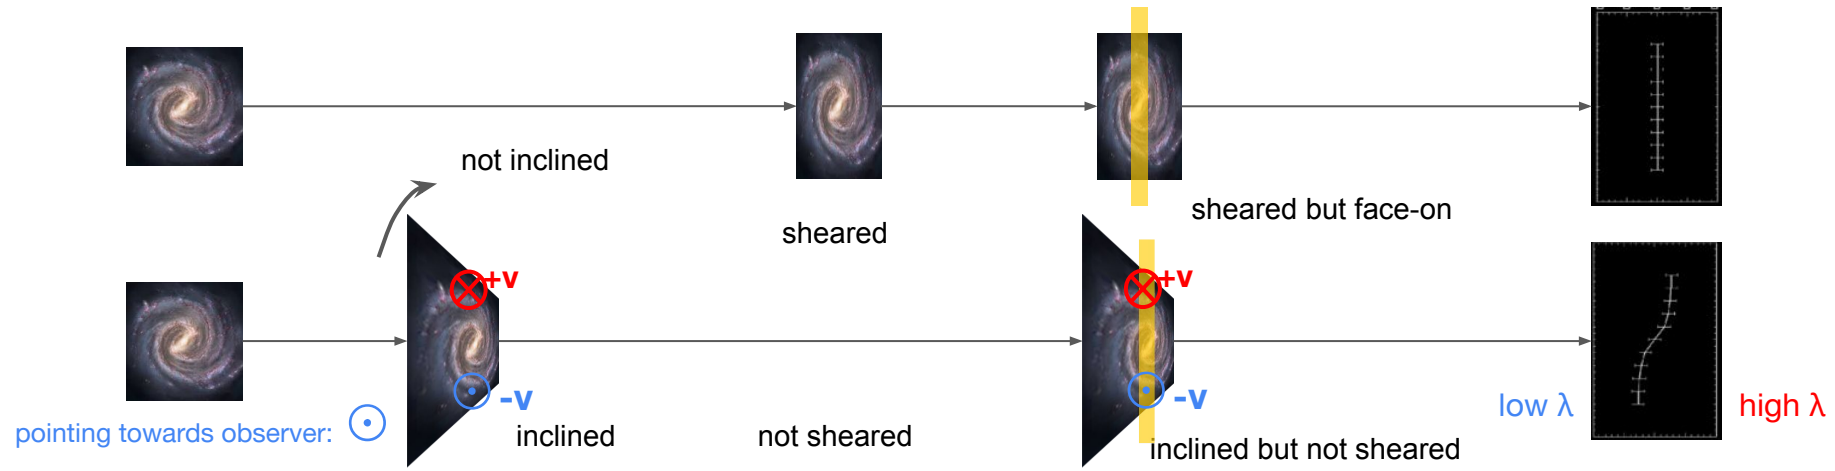 not inclined
sheared
sheared but face-on
+v
-v
pointing towards observer:
inclined
not sheared
+v
-v
inclined but not sheared
low λ
high λ